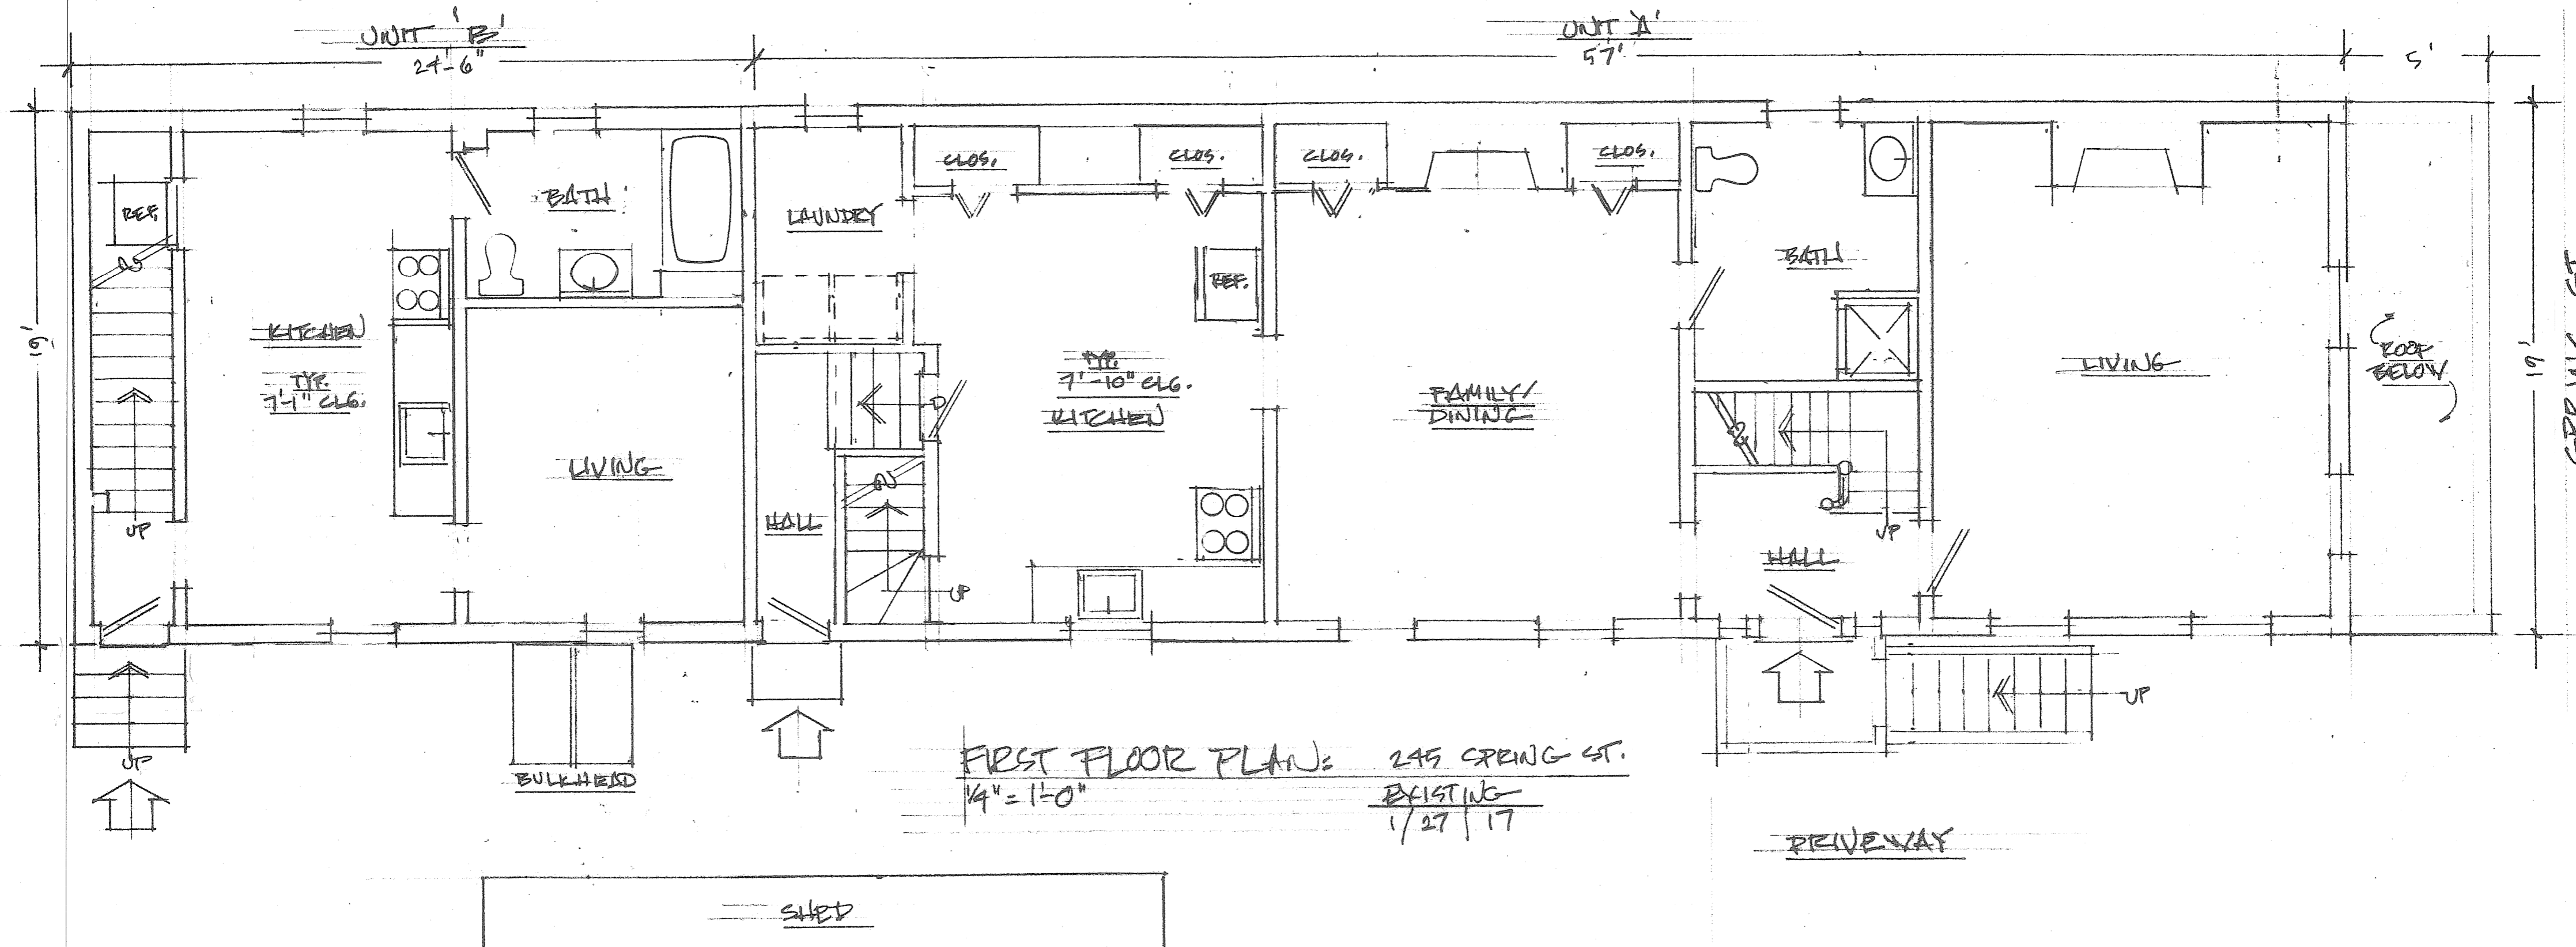 UNIT 'B'
24'-6"
UNIT 'A'
57'
5'
19'
REF.
UP
KITCHEN
TYP.
7'-1" CLG.
BATH
LIVING
LAUNDRY
HALL
CLOS.
CLOS.
REF.
TYP.
7'-10" CLG.
KITCHEN
UP
CLOS.
CLOS.
FAMILY/
DINING
BATH
UP
HALL
LIVING
ROOF
BELOW
19'
SPRING ST.
UP
BULKHEAD
UP
FIRST FLOOR PLAN: 245 SPRING ST.
1/4" = 1'-0"
EXISTING
1/27/17
DRIVEWAY
SHED